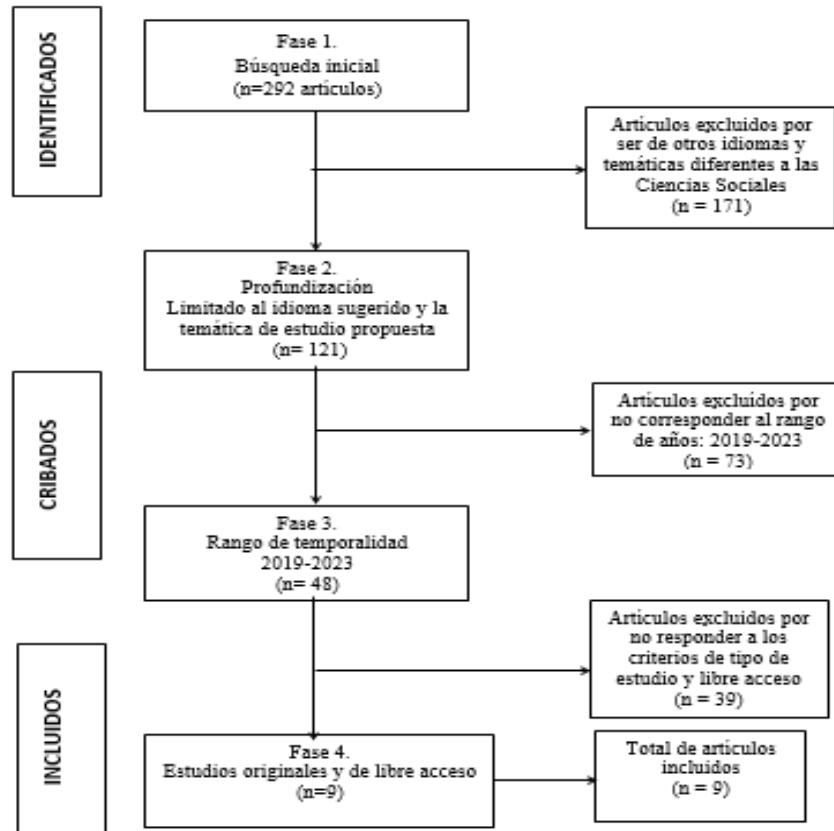 IDENTIFICADOS
Fase 1.
Búsqueda inicial
(n=292 artículos)
Artículos excluidos por
ser de otros idiomas y
temáticas diferentes a las
Ciencias Sociales
(n = 171)
Fase 2.
Profundización
Limitado al idioma sugerido y la
temática de estudio propuesta
(n= 121)
CRIBADOS
Artículos excluidos por
no corresponder al rango
de años: 2019-2023
(n = 73)
Fase 3.
Rango de temporalidad
2019-2023
(n= 48)
Artículos excluidos por
no responder a los
criterios de tipo de
estudio y libre acceso
(n = 39)
INCLUIDOS
Fase 4.
Estudios originales y de libre acceso
(n=9)
Total de artículos
incluidos
(n = 9)